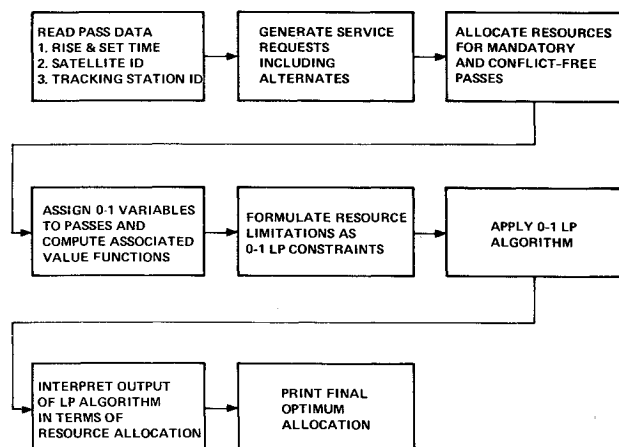 READ PASS DATA
1. RISE & SET TIME
2. SATELLITE ID
3. TRACKING STATION ID
GENERATE SERVICE
REQUESTS
INCLUDING
ALTERNATES
ALLOCATE RESOURCES
FOR MANDATORY
AND CONFLICT-FREE
PASSES
ASSIGN 0-1 VARIABLES
TO PASSES AND
COMPUTE ASSOCIATED
VALUE FUNCTIONS
FORMULATE RESOURCE
LIMITATIONS AS
0-1 LP CONSTRAINTS
APPLY 0-1 LP
ALGORITHM
INTERPRET OUTPUT
OF LP ALGORITHM
IN TERMS OF
RESOURCE ALLOCATION
PRINT FINAL
OPTIMUM
ALLOCATION